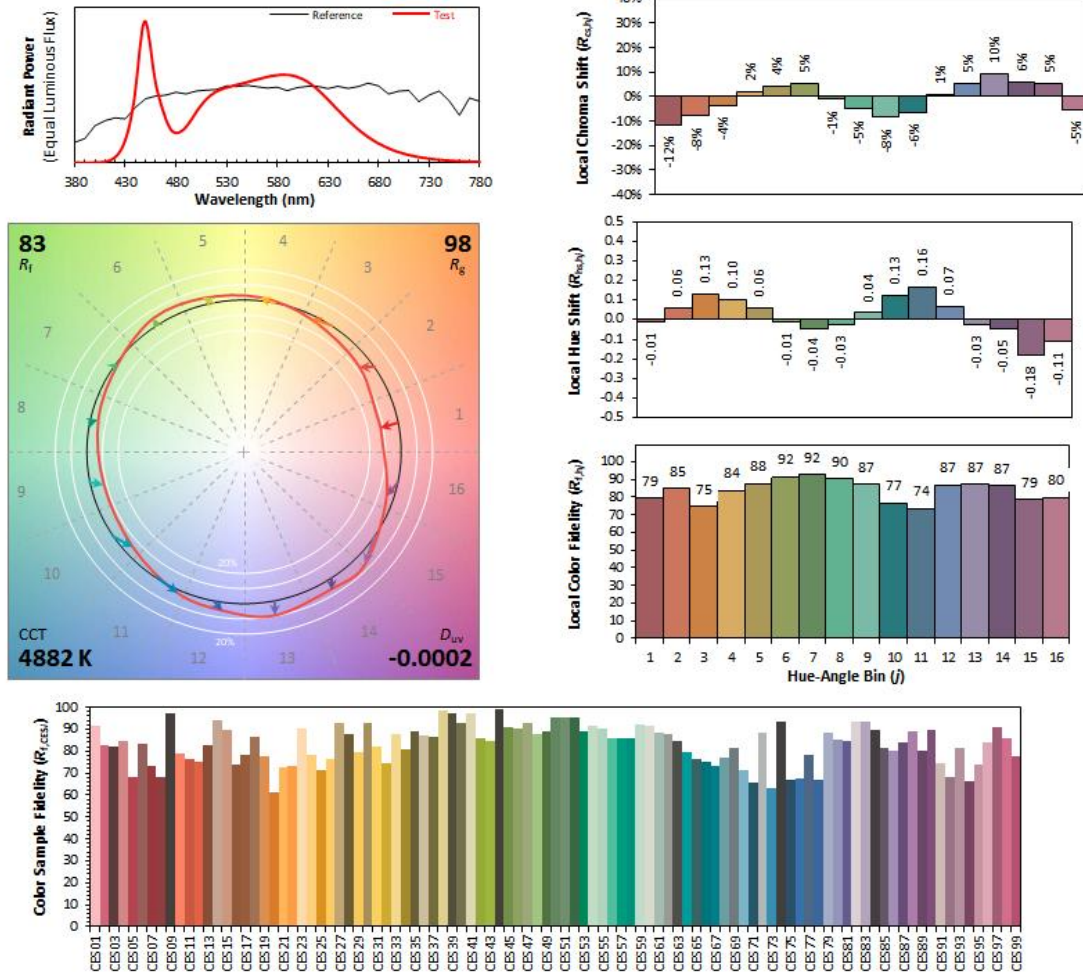 Radiant Power
(Equal Luminous Flux)
Reference
Test
380 430 480 530 580 630 680 730 780
Wavelength (nm)
Local Chroma Shift (Rcs,hj)
40%
30%
20%
10%
0%
-10%
-20%
-30%
-40%
-12% -8% -4% 2% 4% 5% -1% -5% -8% -6% 1% 5% 10% 6% 5% -5%
83
Rf
98
Rg
5 4
6 3
7 2
8 1
9 16
10 15
11 14
12 13
20%
20%
CCT
4882 K
Duv
-0.0002
Local Hue Shift (Rhs,hj)
0.5
0.4
0.3
0.2
0.1
0.0
-0.1
-0.2
-0.3
-0.4
-0.5
-0.01 0.06 0.13 0.10 0.06 -0.01 -0.04 -0.03 0.04 0.13 0.16 0.07 -0.03 -0.05 -0.18 -0.11
Local Color Fidelity (Rf,hj)
100
90
80
70
60
50
40
30
20
10
0
79 85 75 84 88 92 92 90 87 77 74 87 87 87 79 80
1 2 3 4 5 6 7 8 9 10 11 12 13 14 15 16
Hue-Angle Bin (j)
Color Sample Fidelity (Rf,CESi)
100
90
80
70
60
50
40
30
20
10
0
CES01 CES03 CES05 CES07 CES09 CES11 CES13 CES15 CES17 CES19 CES21 CES23 CES25 CES27 CES29 CES31 CES33 CES35 CES37 CES39 CES41 CES43 CES45 CES47 CES49 CES51 CES53 CES55 CES57 CES59 CES61 CES63 CES65 CES67 CES69 CES71 CES73 CES75 CES77 CES79 CES81 CES83 CES85 CES87 CES89 CES91 CES93 CES95 CES97 CES99